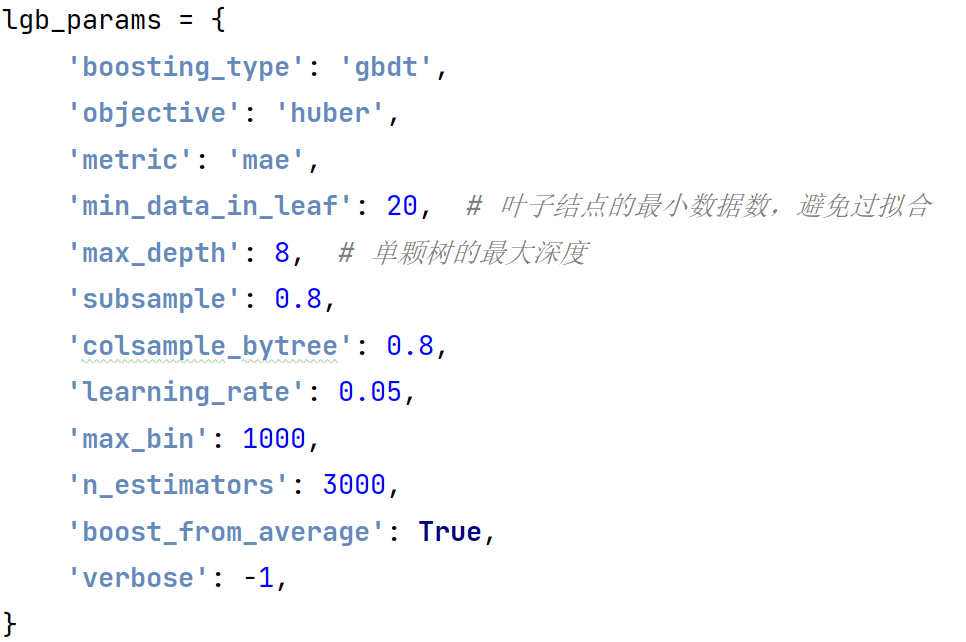 lgb_params = {
    'boosting_type': 'gbdt',
    'objective': 'huber',
    'metric': 'mae',
    'min_data_in_leaf': 20,  # 叶子结点的最小数据数，避免过拟合
    'max_depth': 8,  # 单颗树的最大深度
    'subsample': 0.8,
    'colsample_bytree': 0.8,
    'learning_rate': 0.05,
    'max_bin': 1000,
    'n_estimators': 3000,
    'boost_from_average': True,
    'verbose': -1,
}